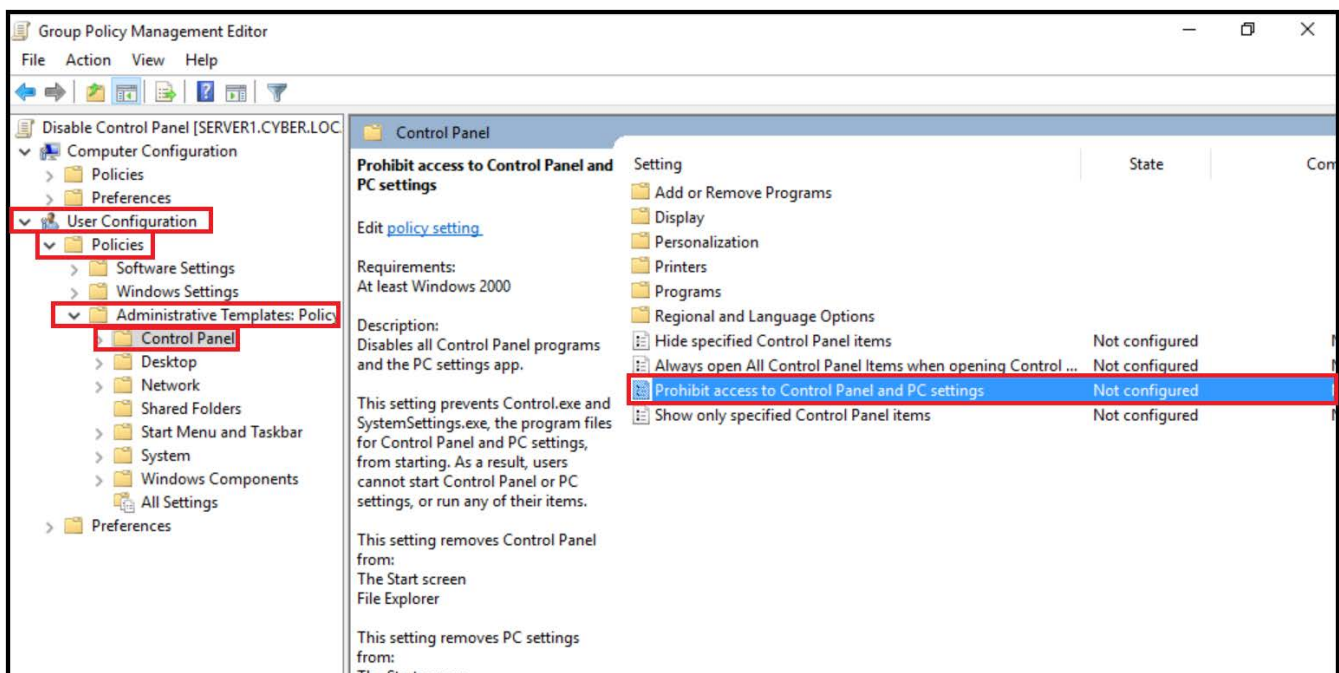 Group Policy Management Editor
File Action View Help
Disable Control Panel [SERVER1.CYBER.LOC
Computer Configuration
Policies
Preferences
User Configuration
Policies
Software Settings
Windows Settings
Administrative Templates: Policy
Control Panel
Desktop
Network
Shared Folders
Start Menu and Taskbar
System
Windows Components
All Settings
Preferences
Control Panel
Prohibit access to Control Panel and
PC settings
Edit policy setting
Requirements:
At least Windows 2000
Description:
Disables all Control Panel programs
and the PC settings app.
This setting prevents Control.exe and
SystemSettings.exe, the program files
for Control Panel and PC settings,
from starting. As a result, users
cannot start Control Panel or PC
settings, or run any of their items.
This setting removes Control Panel
from:
The Start screen
File Explorer
This setting removes PC settings
from:
Setting State Com
Add or Remove Programs
Display
Personalization
Printers
Programs
Regional and Language Options
Hide specified Control Panel items Not configured
Always open All Control Panel Items when opening Control ... Not configured
Prohibit access to Control Panel and PC settings Not configured
Show only specified Control Panel items Not configured